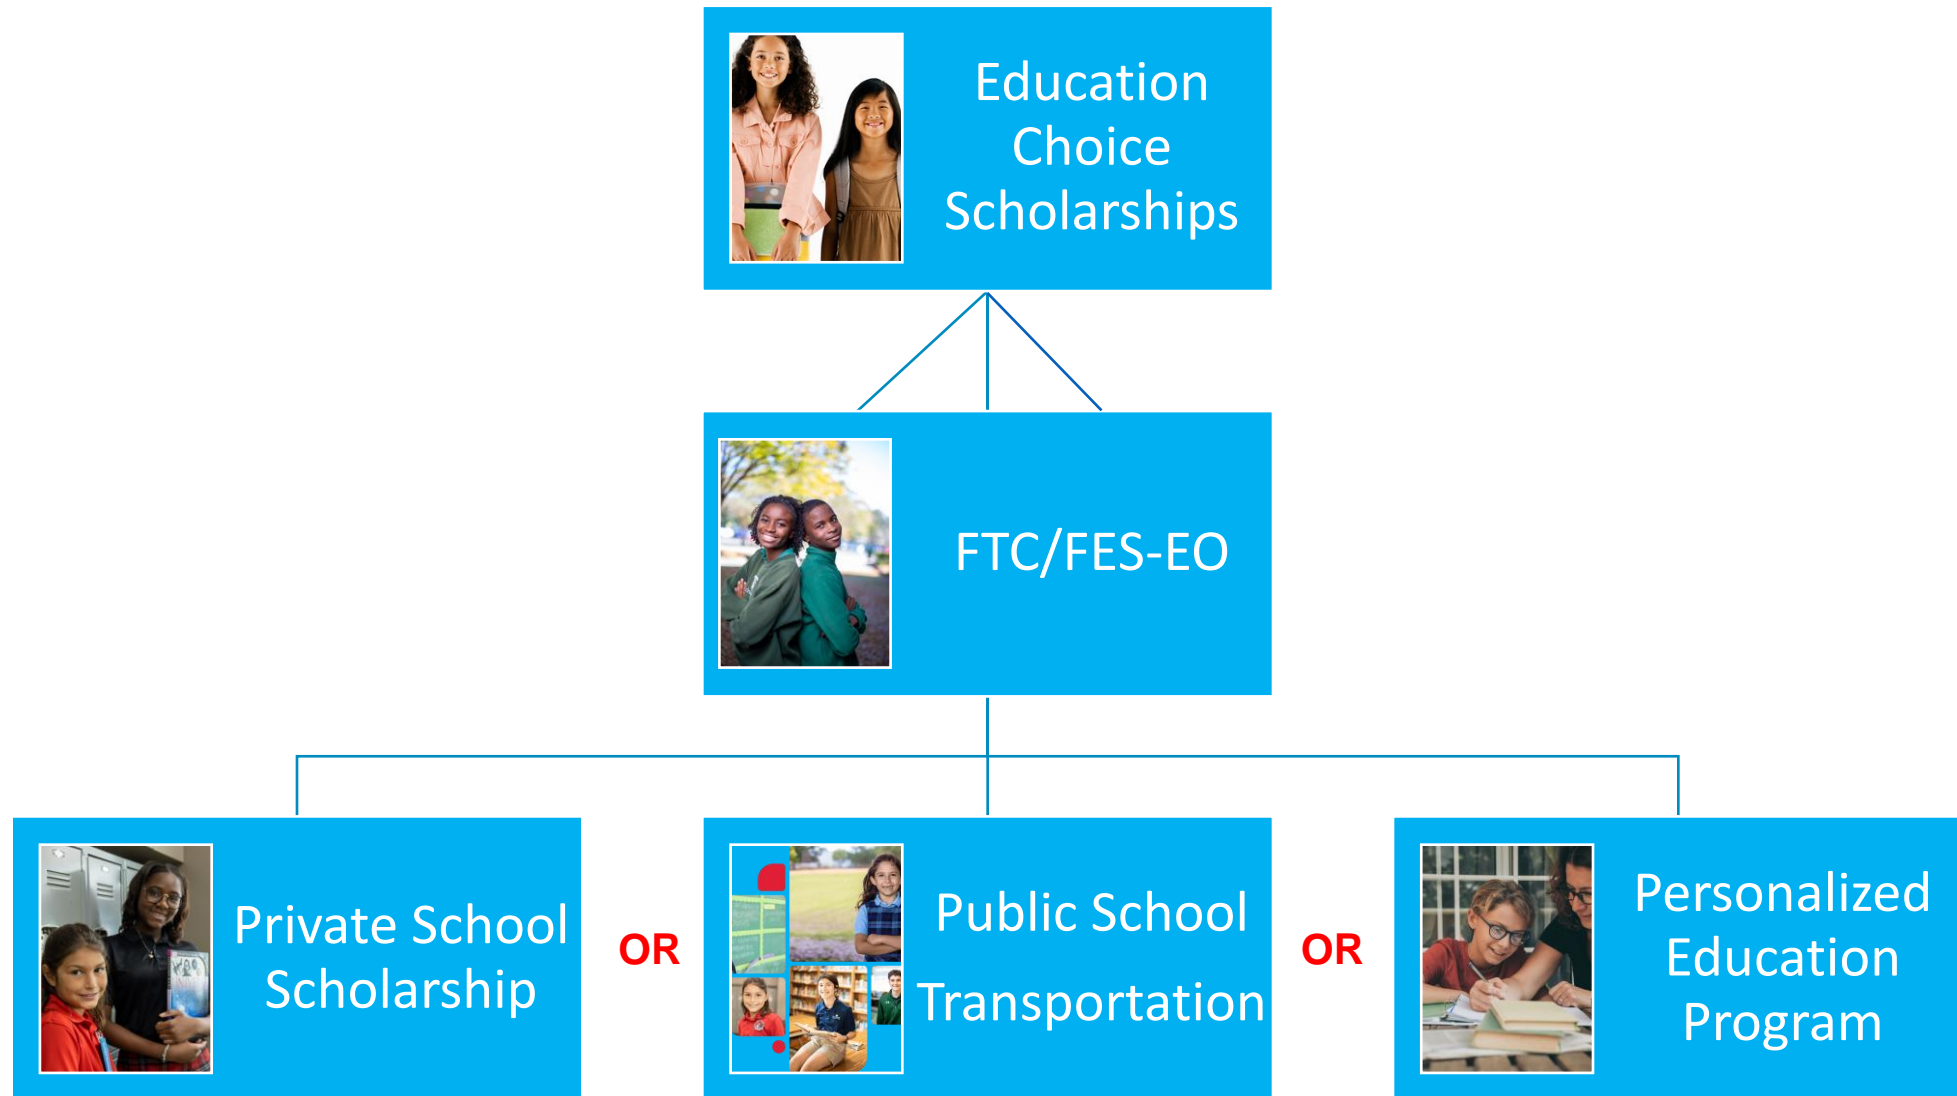 Education
Choice
Scholarships
FTC/FES-EO
Private School
Scholarship
OR
Public School
Transportation
OR
Personalized
Education
Program